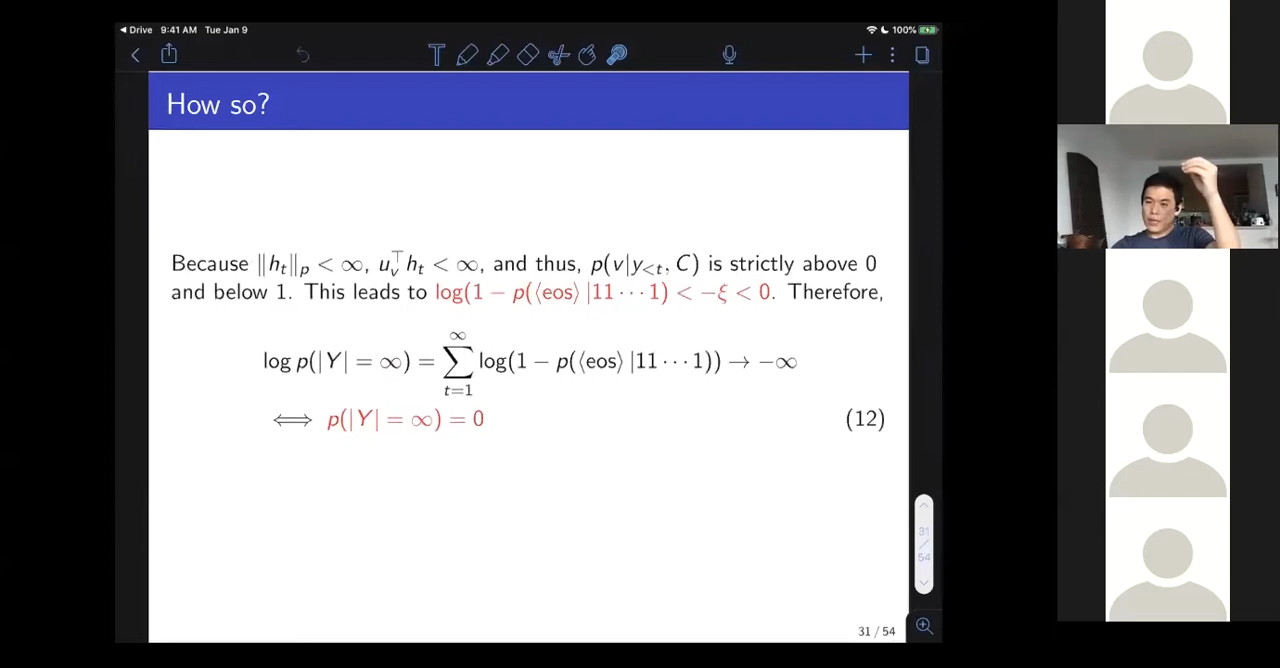 Drive 9:41 AM Tue Jan 9 100%
How so?
Because ‖h_t‖_p < ∞, u_v^⊤ h_t < ∞, and thus, p(v|y_{<t}, C) is strictly above 0
and below 1. This leads to log(1 − p(⟨eos⟩ |11 · · · 1) < −ξ < 0. Therefore,
log p(|Y| = ∞) = ∑_{t=1}^{∞} log(1 − p(⟨eos⟩ |11 · · · 1)) → −∞
⟺ p(|Y| = ∞) = 0 (12)
31
/
54
31 / 54